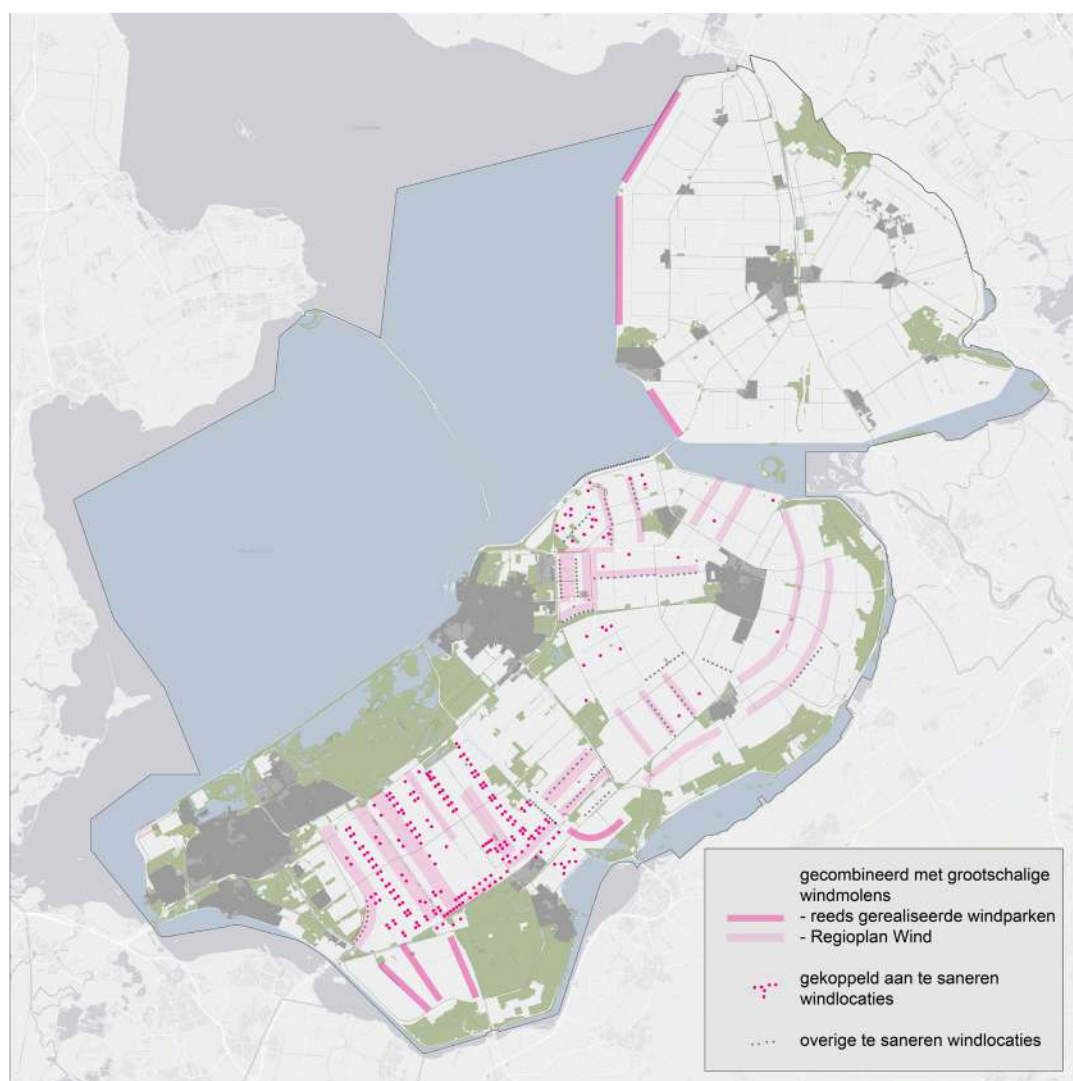 gecombineerd met grootschalige
windmolens
- reeds gerealiseerde windparken
- Regioplan Wind
gekoppeld aan te saneren
windlocaties
overige te saneren windlocaties